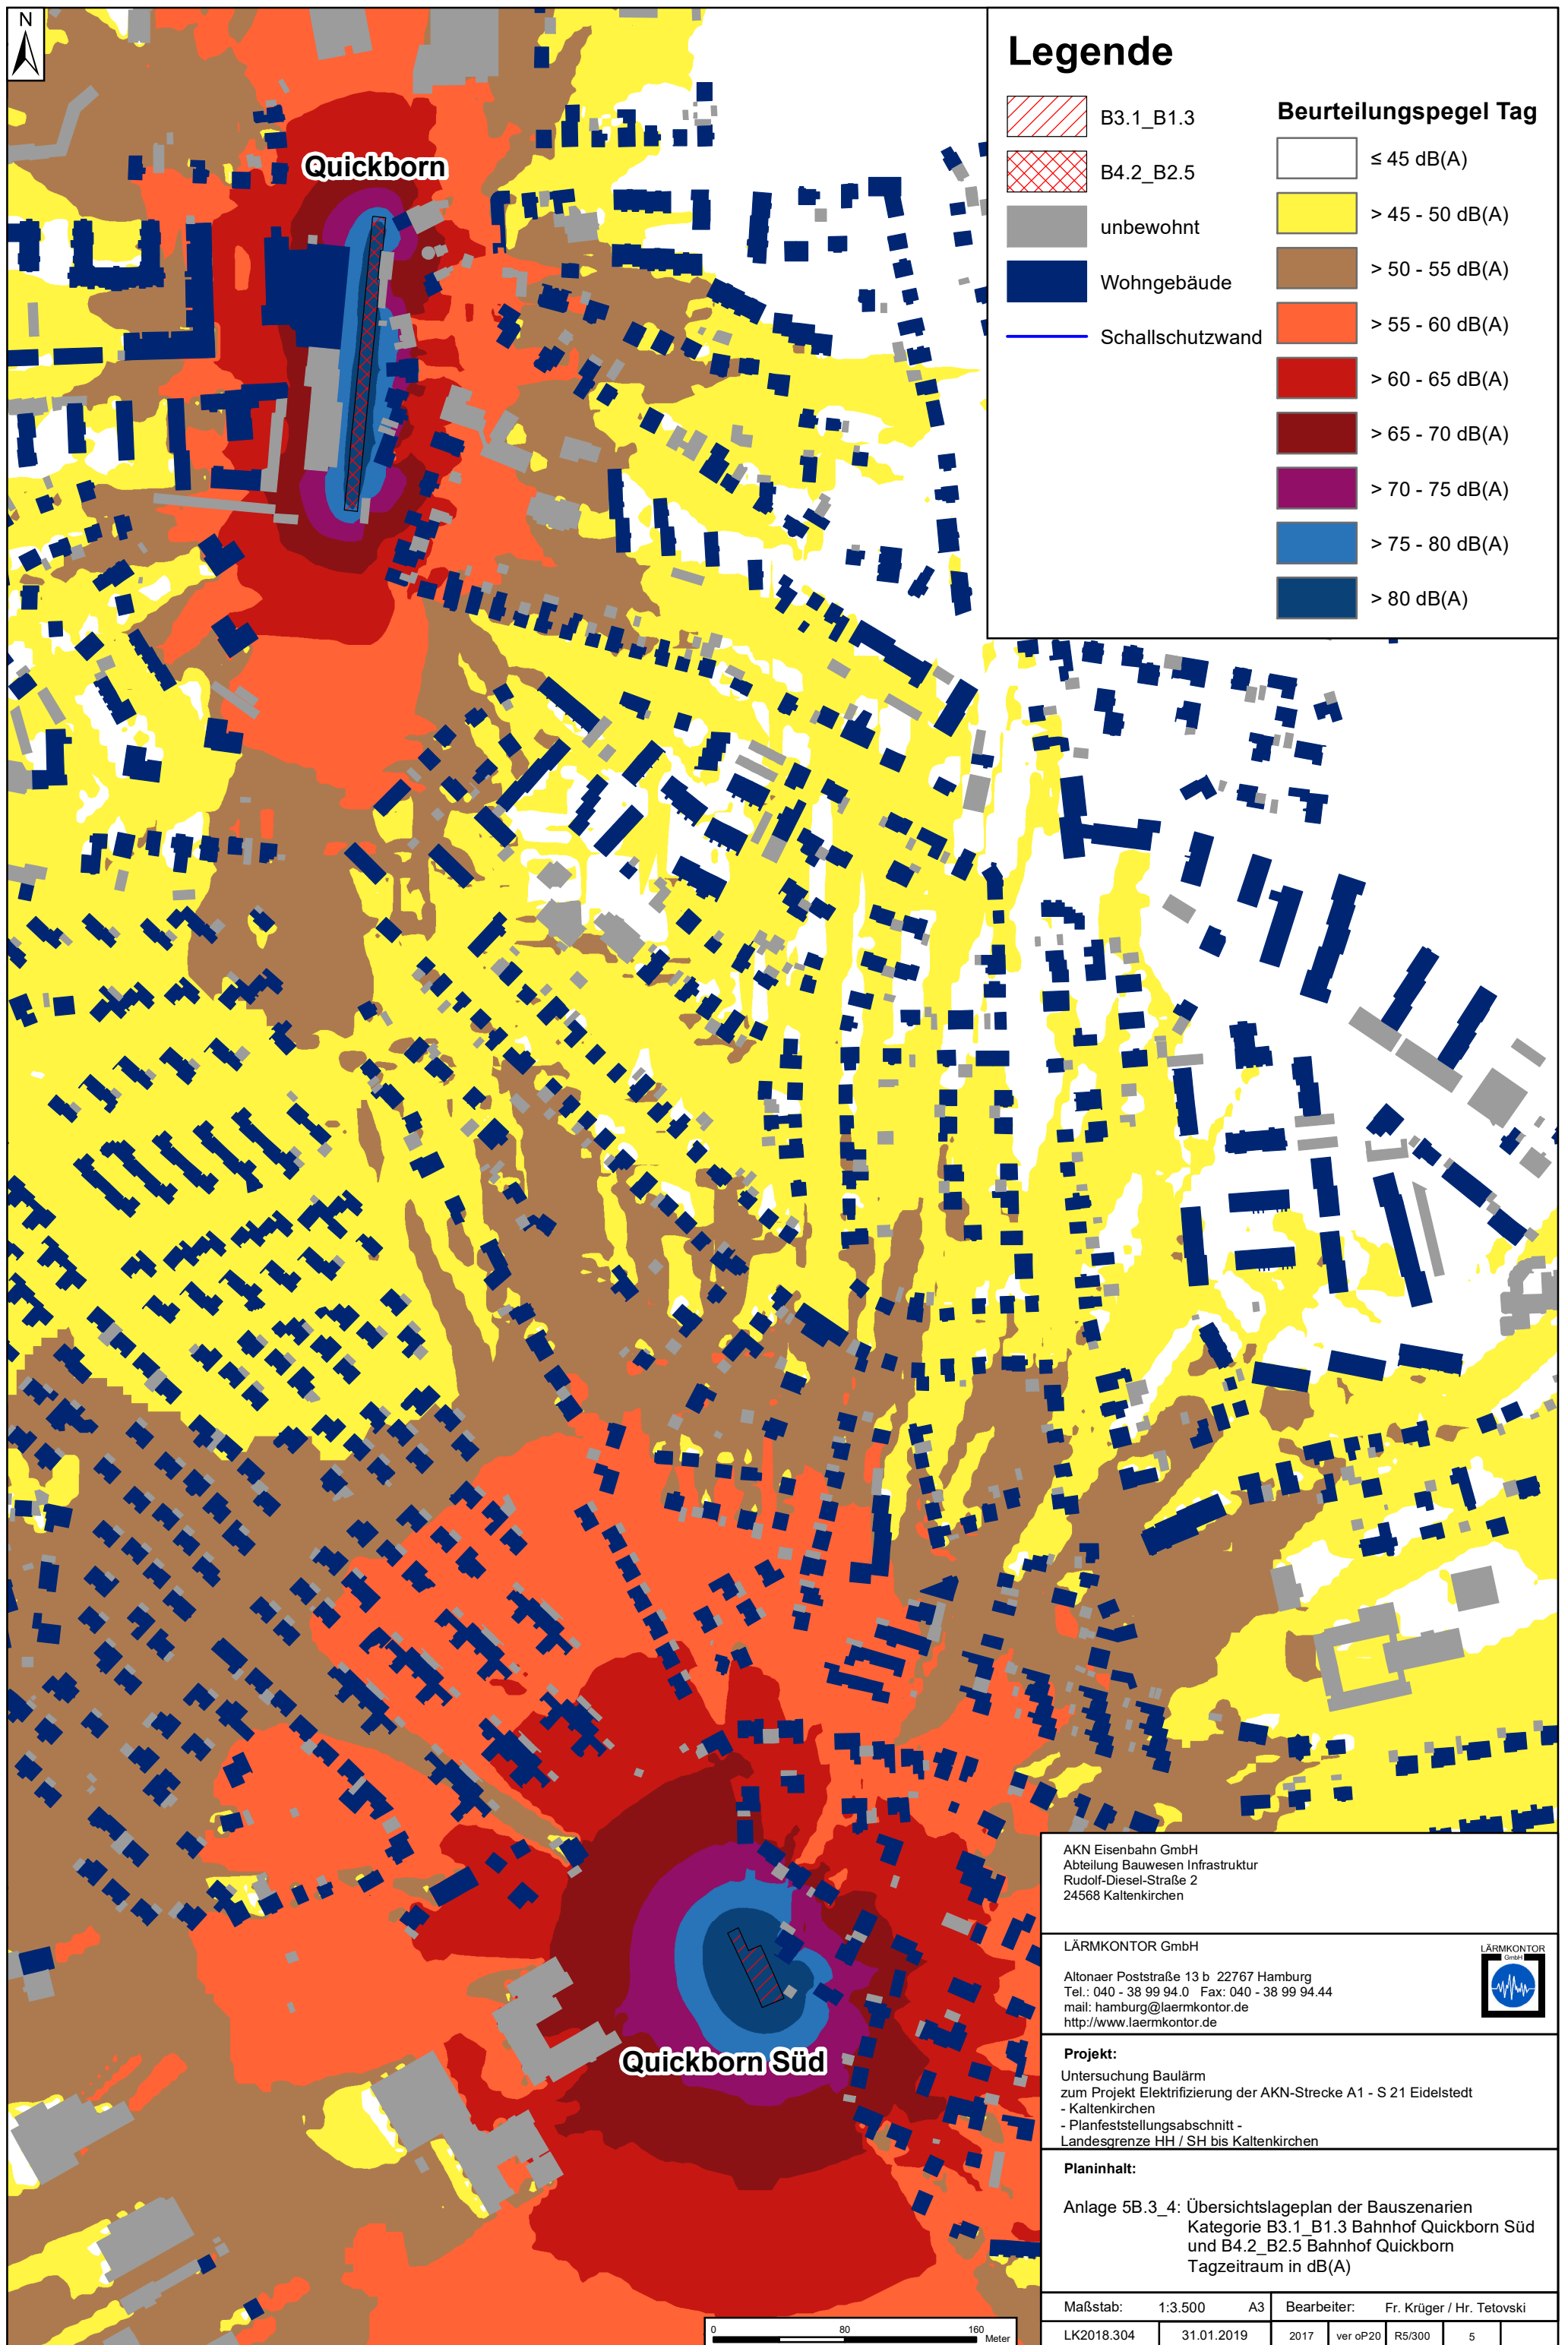 N
Quickborn
Quickborn Süd
Legende
B3.1_B1.3
B4.2_B2.5
unbewohnt
Wohngebäude
Schallschutzwand
Beurteilungspegel Tag
≤ 45 dB(A)
> 45 - 50 dB(A)
> 50 - 55 dB(A)
> 55 - 60 dB(A)
> 60 - 65 dB(A)
> 65 - 70 dB(A)
> 70 - 75 dB(A)
> 75 - 80 dB(A)
> 80 dB(A)
AKN Eisenbahn GmbH
Abteilung Bauwesen Infrastruktur
Rudolf-Diesel-Straße 2
24568 Kaltenkirchen
LÄRMKONTOR GmbH
Altonaer Poststraße 13 b 22767 Hamburg
Tel.: 040 - 38 99 94.0 Fax: 040 - 38 99 94.44
mail: hamburg@laermkontor.de
http://www.laermkontor.de
LÄRMKONTOR
GmbH
Projekt:
Untersuchung Baulärm
zum Projekt Elektrifizierung der AKN-Strecke A1 - S 21 Eidelstedt
- Kaltenkirchen
- Planfeststellungsabschnitt -
Landesgrenze HH / SH bis Kaltenkirchen
Planinhalt:
Anlage 5B.3_4: Übersichtslageplan der Bauszenarien
Kategorie B3.1_B1.3 Bahnhof Quickborn Süd
und B4.2_B2.5 Bahnhof Quickborn
Tagzeitraum in dB(A)
Maßstab: 1:3.500 A3 Bearbeiter: Fr. Krüger / Hr. Tetovski
LK2018.304 31.01.2019 2017 ver oP20 R5/300 5
0 80 160
Meter